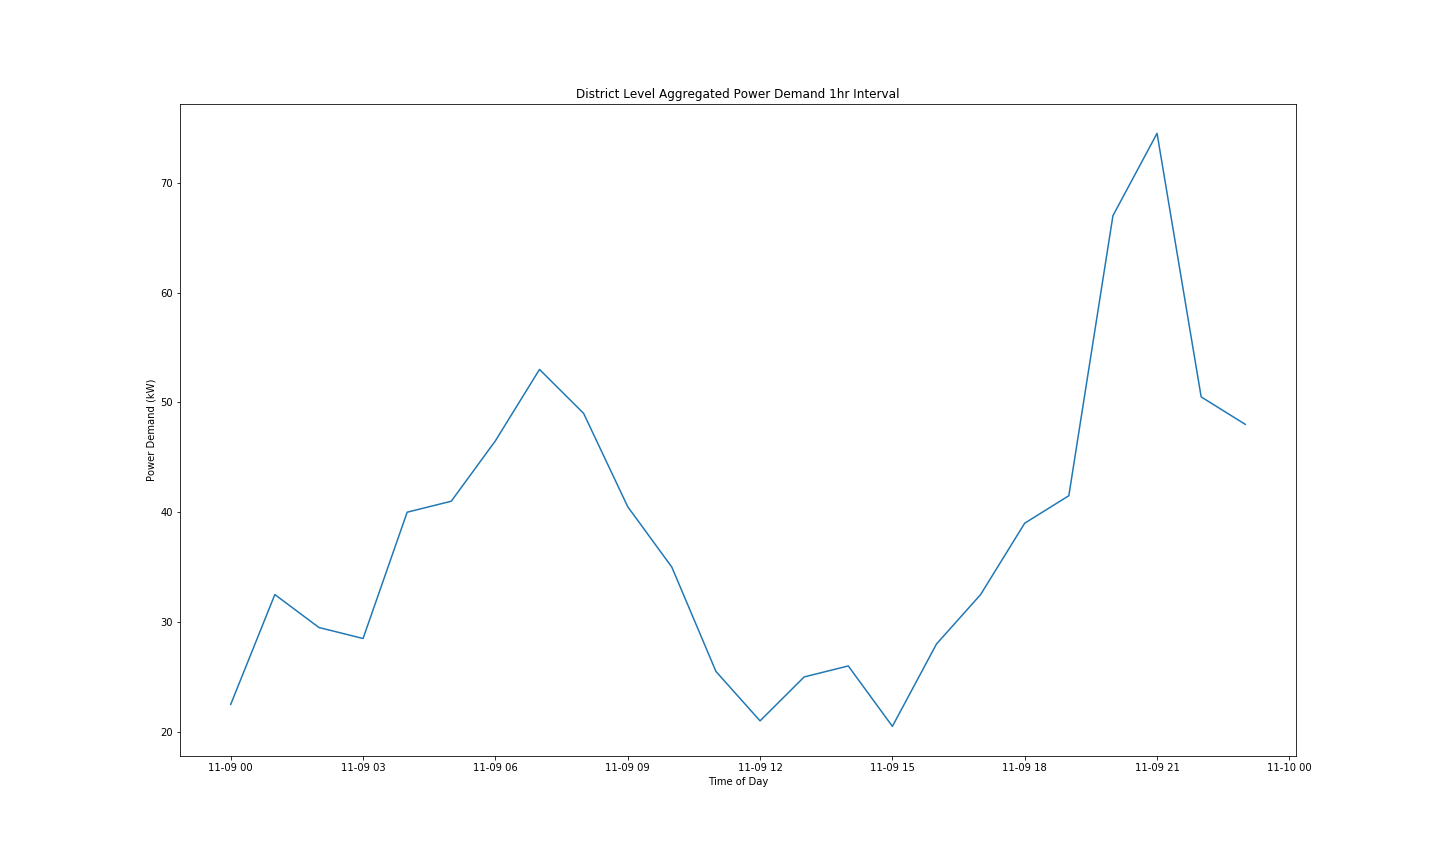 District Level Aggregated Power Demand 1hr Interval
Power Demand (kW)
70
60
50
40
30
20
11-09 00 11-09 03 11-09 06 11-09 09 11-09 12 11-09 15 11-09 18 11-09 21 11-10 00
Time of Day